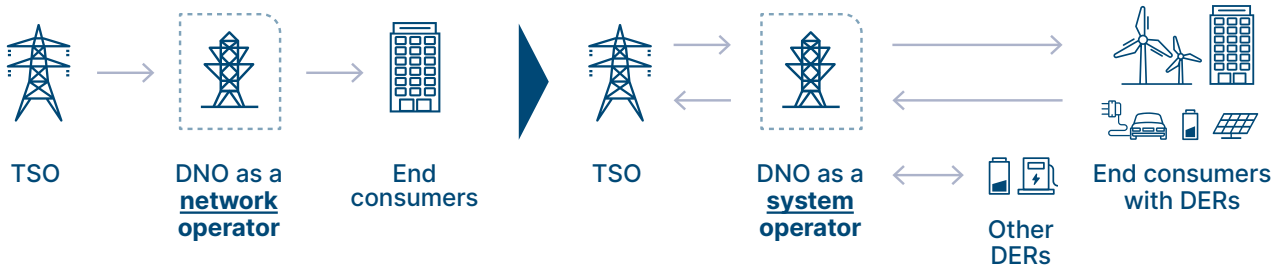 TSO
DNO as a
network
operator
End
consumers
TSO
DNO as a
system
operator
Other
DERs
End consumers
with DERs